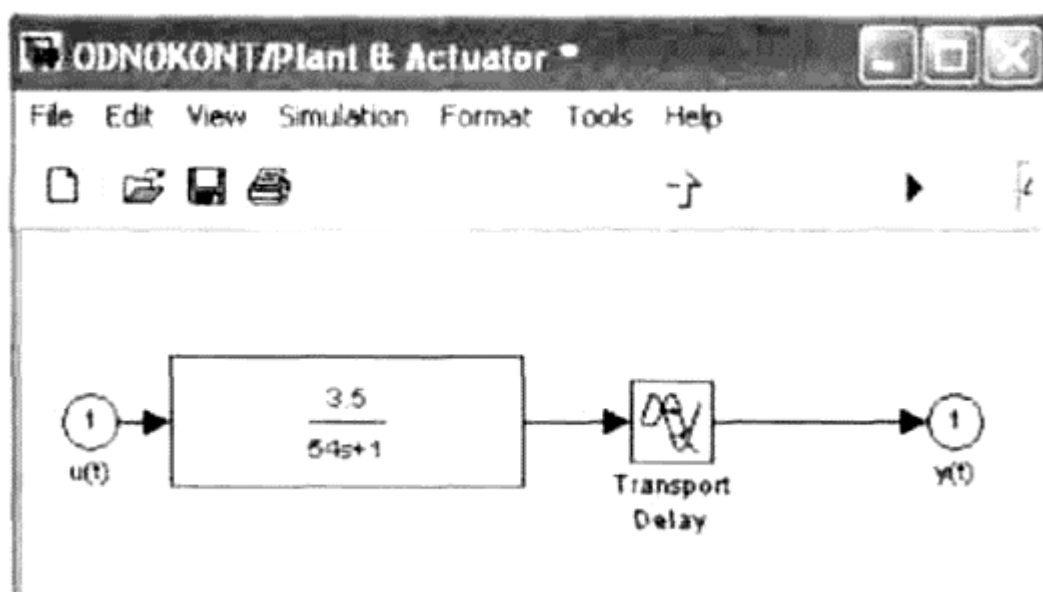 ODNOKONT/Plant & Actuator *
File Edit View Simulation Format Tools Help
1
u(t)
3.5
54s+1
Transport
Delay
1
y(t)